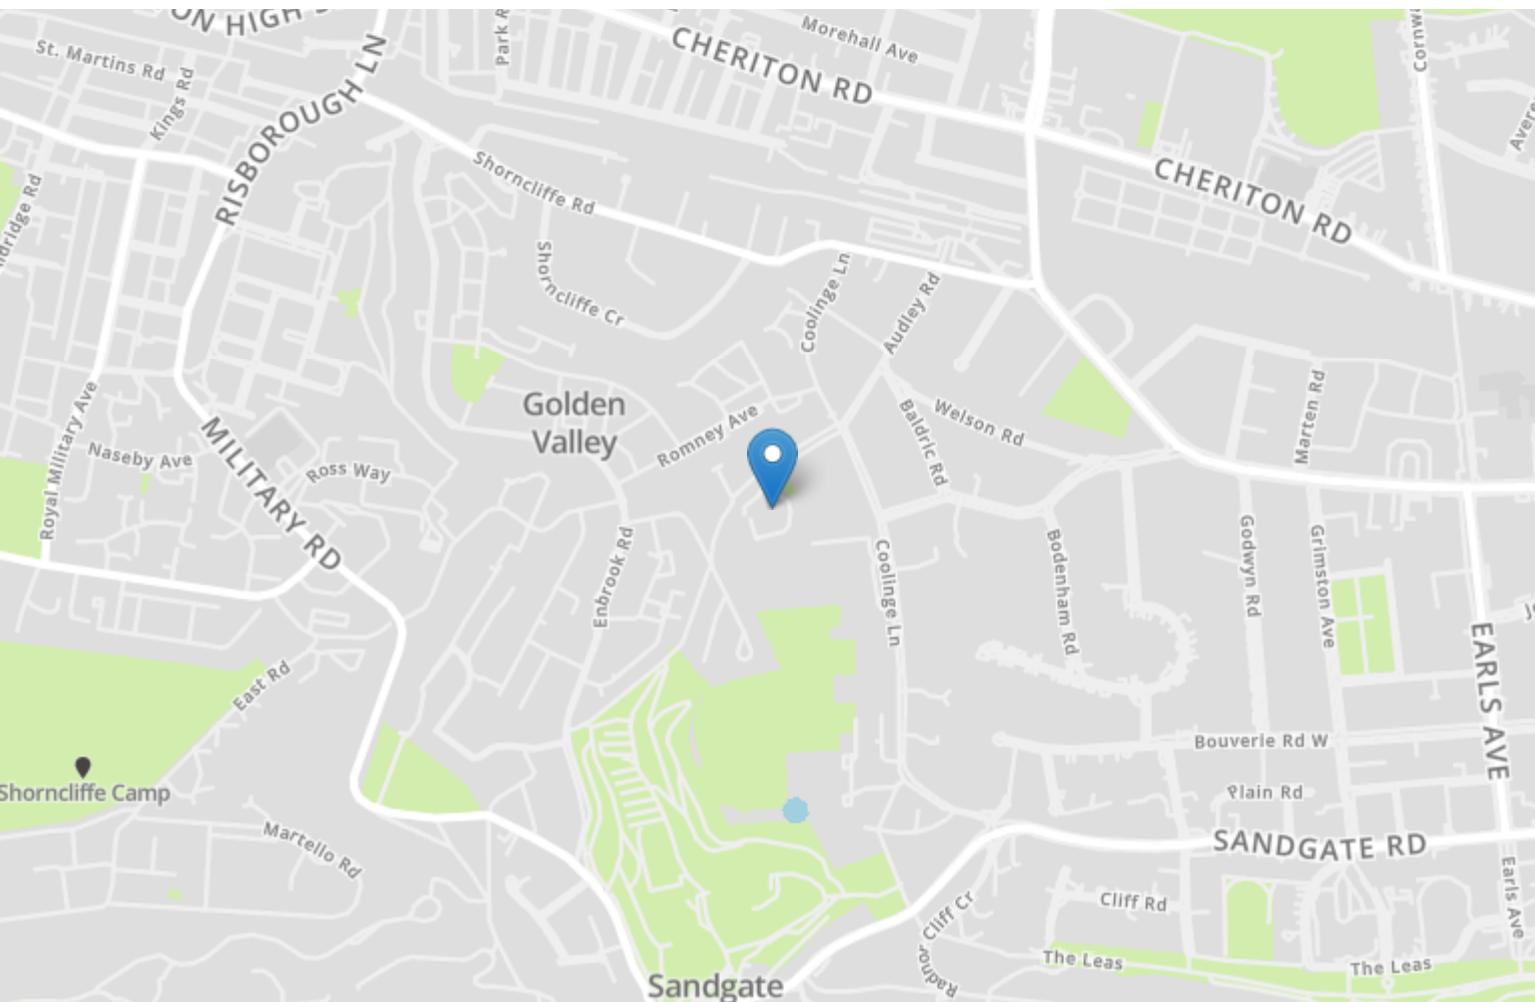 ON HIGH S
St. Martins Rd
Kings Rd
RISBOROUGH LN
Park R
Morehall Ave
CHERITON RD
Cornw
Avere
CHERITON RD
Shorncliffe Rd
Shorncliffe Cr
Coolinge Ln
Audley Rd
dridge Rd
Royal Military Ave
Naseby Ave
MILITARY RD
Ross Way
Golden
Valley
Romney Ave
Baldric Rd
Welson Rd
Marten Rd
Enbrook Rd
Coolinge Ln
Bodenham Rd
Godwyn Rd
Grimston Ave
EARLS AVE
East Rd
Shorncliffe Camp
Martello Rd
Bouverie Rd W
Plain Rd
SANDGATE RD
Cliff Rd
Cliff Cr
Earls Ave
Radnor
The Leas
The Leas
Sandgate